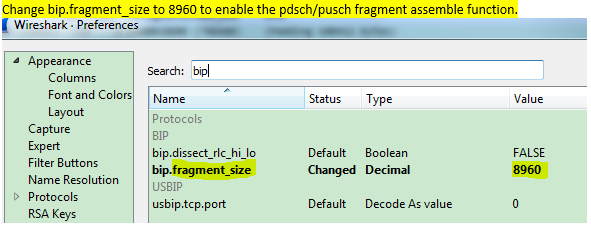 Change bip.fragment_size to 8960 to enable the pdsch/pusch fragment assemble function.
Wireshark · Preferences
Appearance
Columns
Font and Colors
Layout
Capture
Expert
Filter Buttons
Name Resolution
Protocols
RSA Keys
Search: bip
Name Status Type Value
Protocols
BIP
bip.dissect_rlc_hi_lo Default Boolean FALSE
bip.fragment_size Changed Decimal 8960
USBIP
usbip.tcp.port Default Decode As value 0